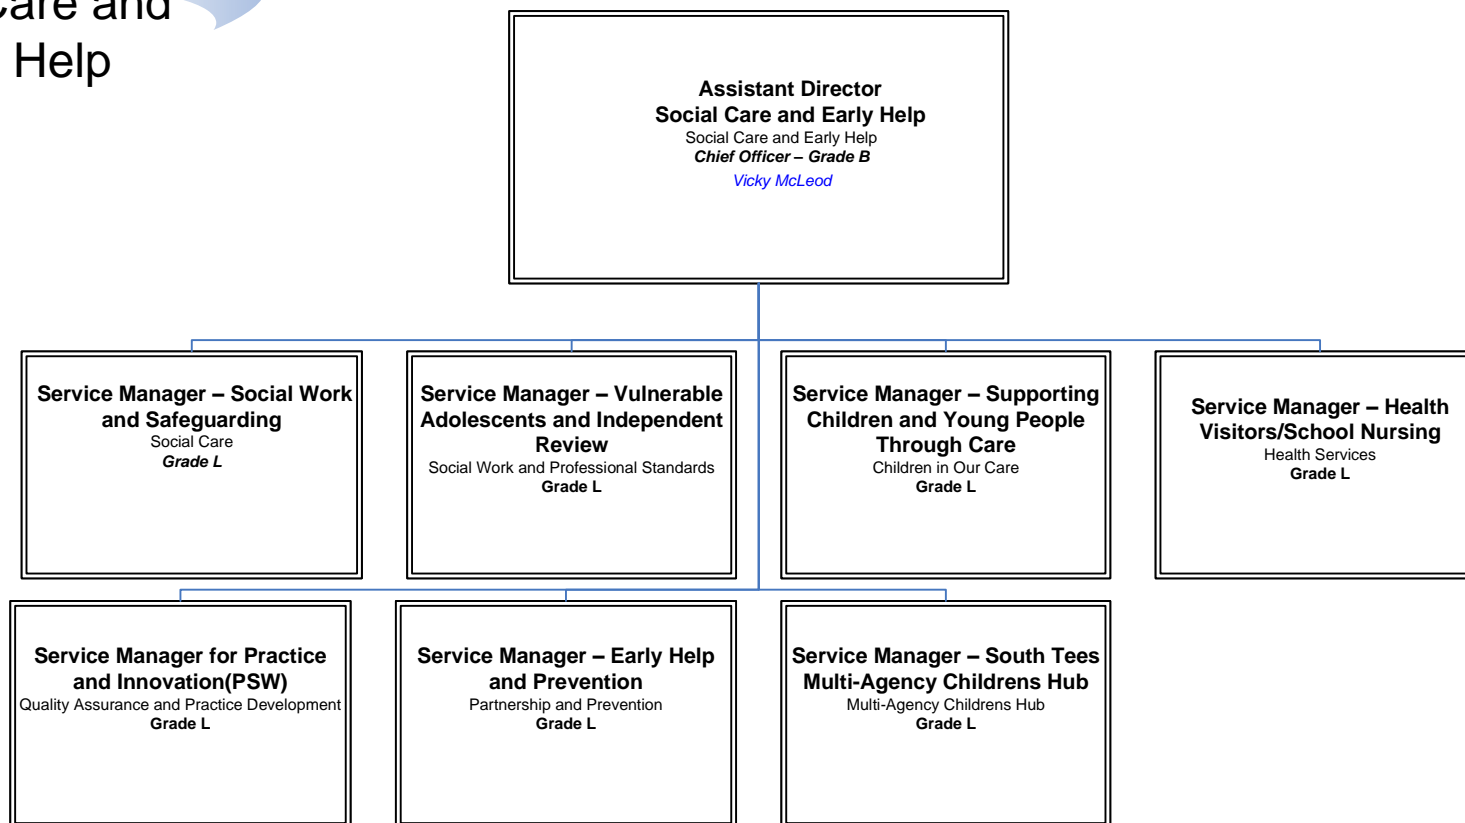 Care and
Help
Assistant Director
Social Care and Early Help
Social Care and Early Help
Chief Officer – Grade B
Vicky McLeod
Service Manager – Social Work
and Safeguarding
Social Care
Grade L
Service Manager – Vulnerable
Adolescents and Independent
Review
Social Work and Professional Standards
Grade L
Service Manager – Supporting
Children and Young People
Through Care
Children in Our Care
Grade L
Service Manager – Health
Visitors/School Nursing
Health Services
Grade L
Service Manager for Practice
and Innovation(PSW)
Quality Assurance and Practice Development
Grade L
Service Manager – Early Help
and Prevention
Partnership and Prevention
Grade L
Service Manager – South Tees
Multi-Agency Childrens Hub
Multi-Agency Childrens Hub
Grade L